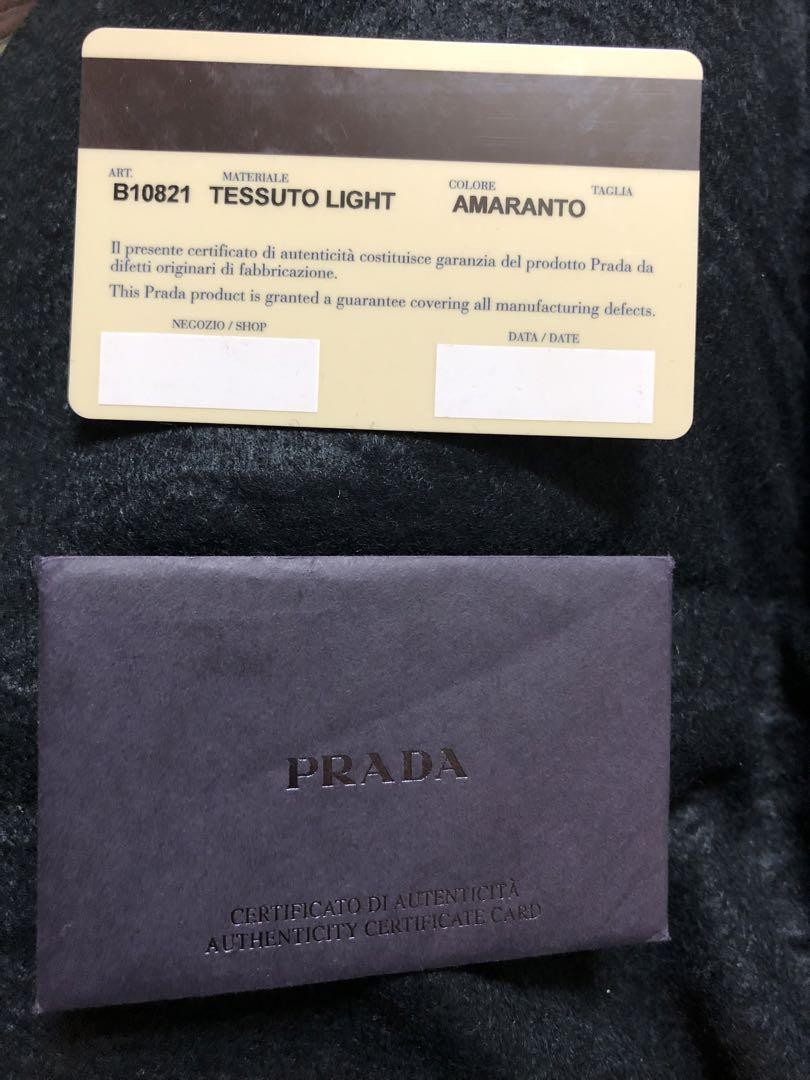 ART. MATERIALE COLORE TAGLIA
B10821 TESSUTO LIGHT AMARANTO
Il presente certificato di autenticità costituisce garanzia del prodotto Prada da
difetti originari di fabbricazione.
This Prada product is granted a guarantee covering all manufacturing defects.
NEGOZIO / SHOP DATA / DATE
PRADA
CERTIFICATO DI AUTENTICITÀ
AUTHENTICITY CERTIFICATE CARD